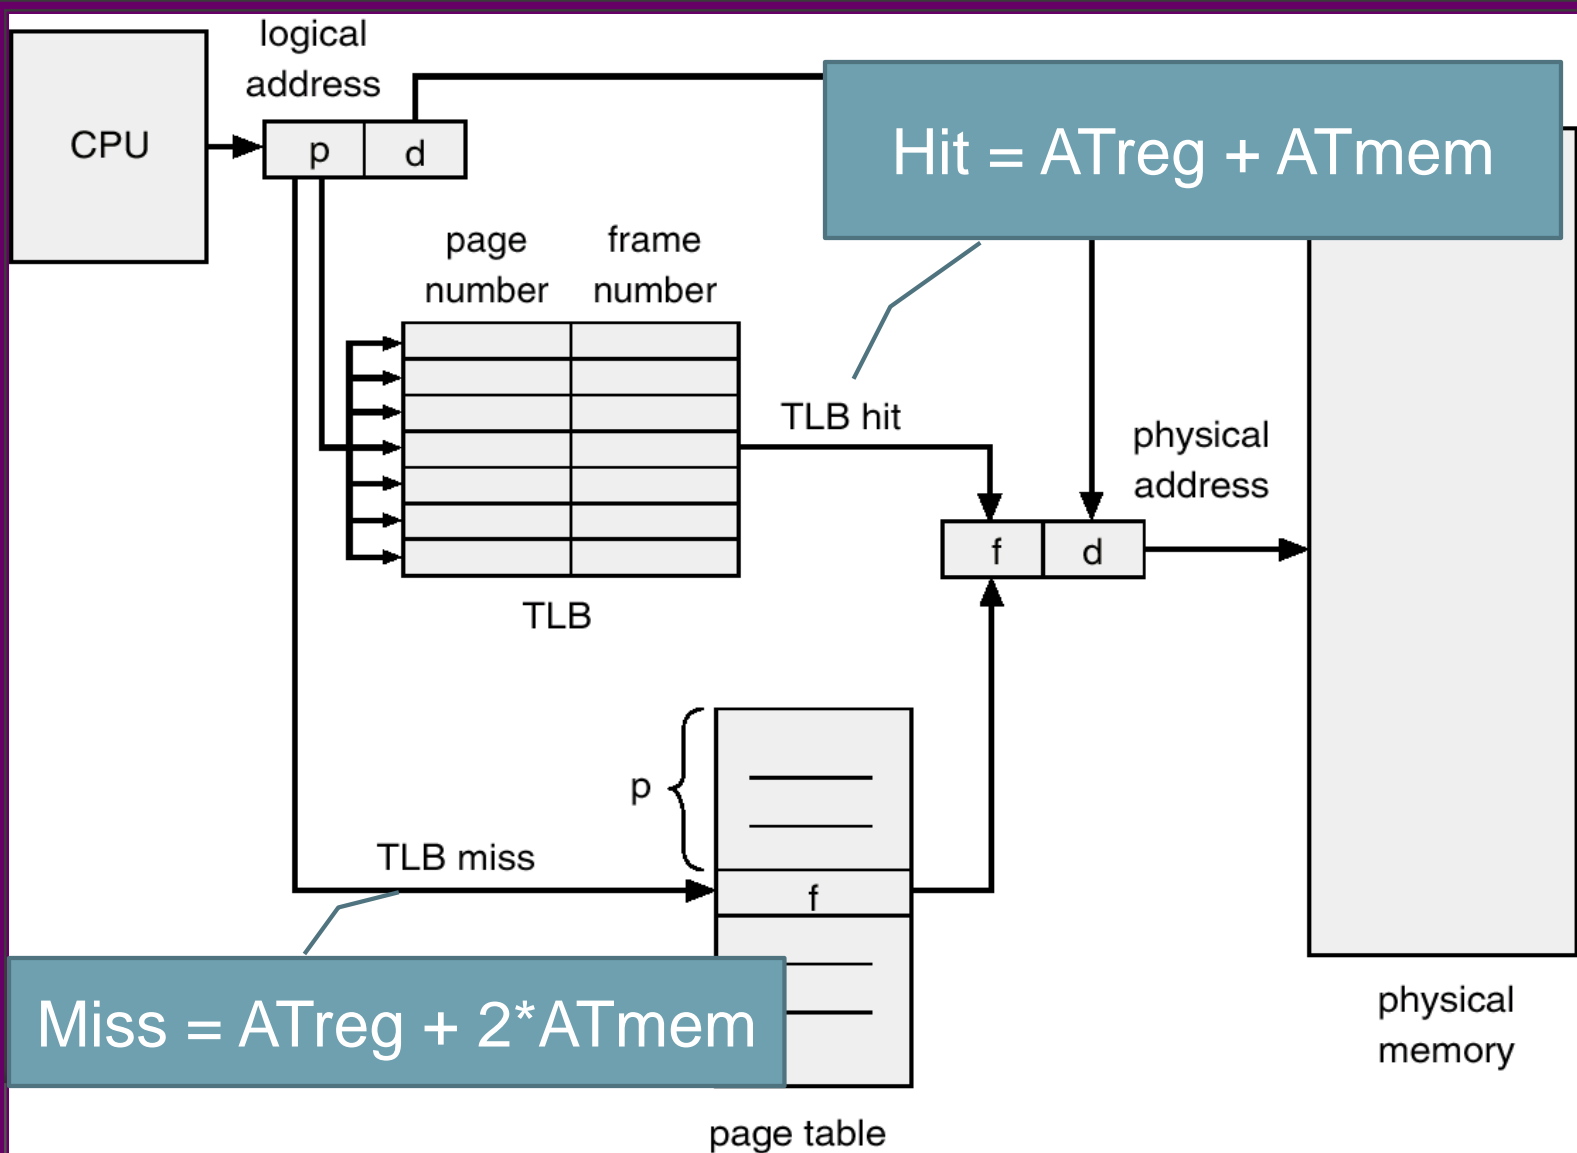 logical
address
CPU
p d
Hit = ATreg + ATmem
page frame
number number
TLB hit
physical
address
f d
TLB
p
TLB miss
f
Miss = ATreg + 2*ATmem
physical
memory
page table